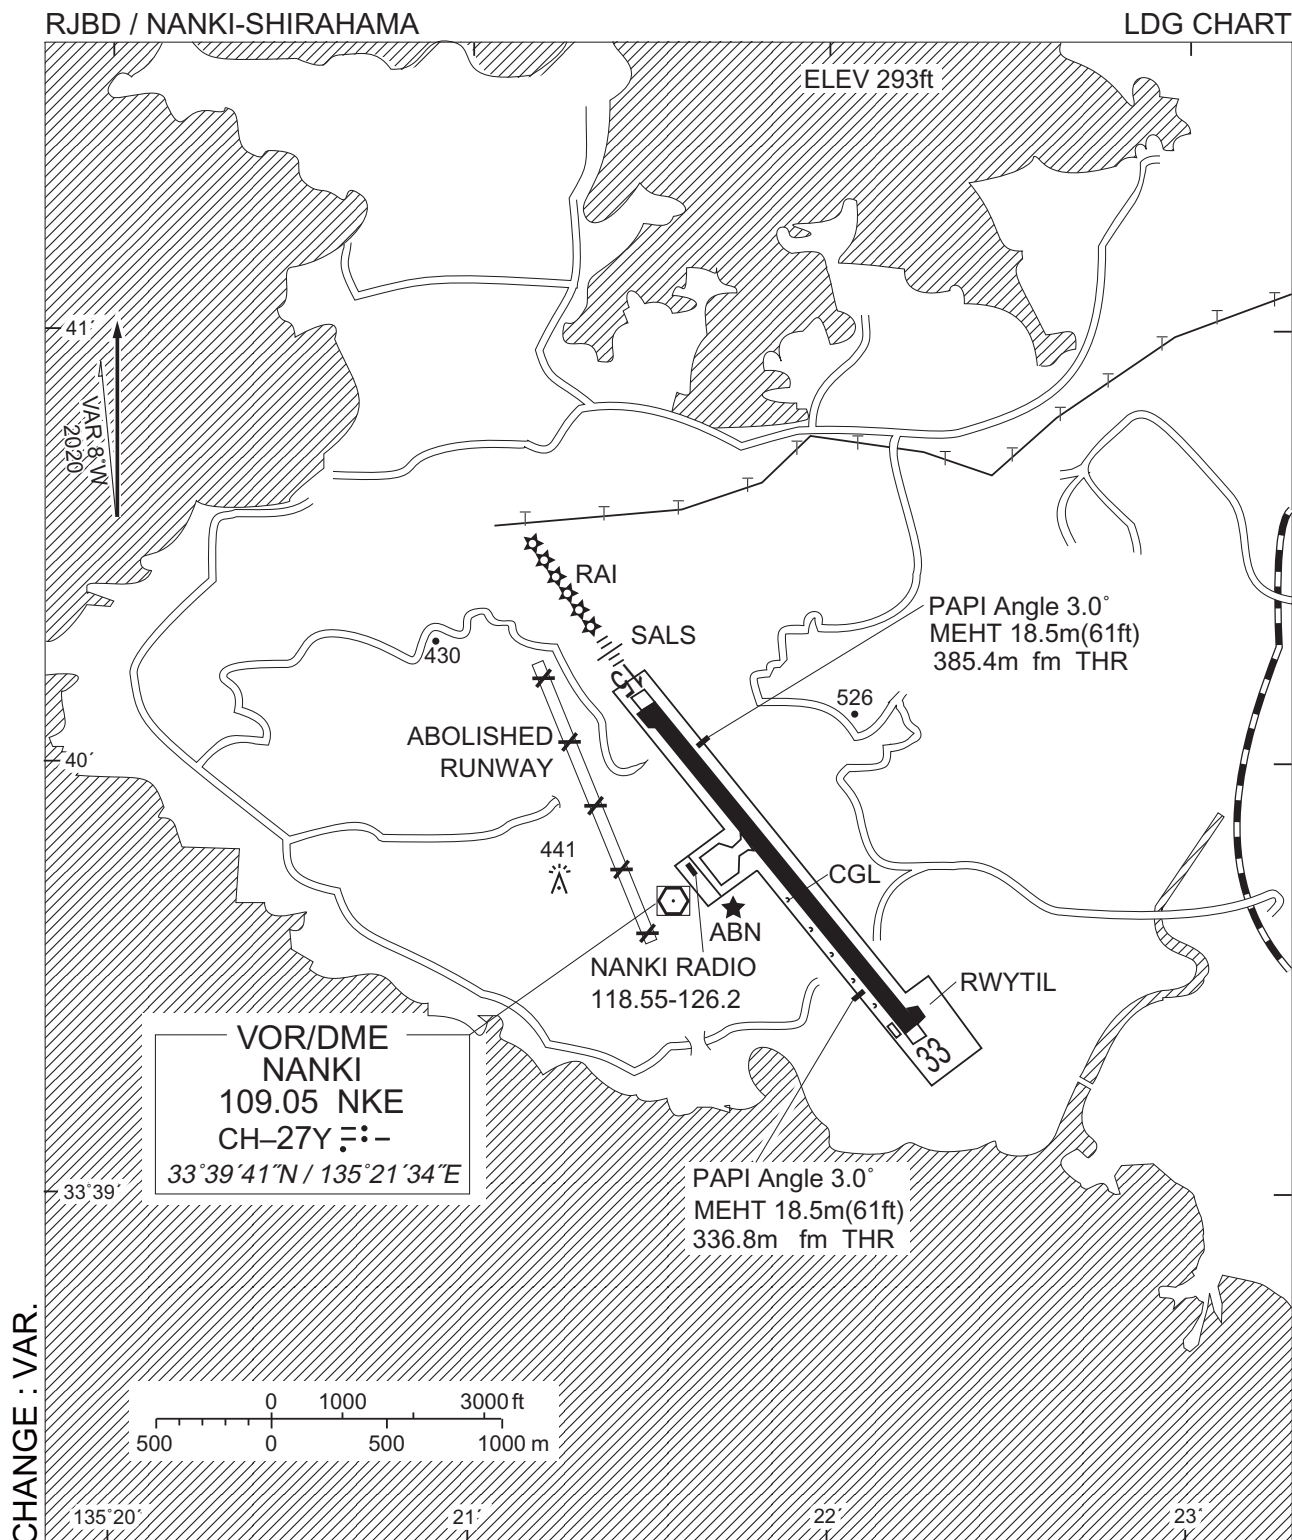 RJBD / NANKI-SHIRAHAMA
LDG CHART
ELEV 293ft
41´
VAR 8˚W
2020
RAI
SALS
PAPI Angle 3.0˚
MEHT 18.5m(61ft)
385.4m fm THR
430
526
15
ABOLISHED
RUNWAY
40´
441
CGL
ABN
NANKI RADIO
118.55-126.2
RWYTIL
33
VOR/DME
NANKI
109.05 NKE
CH–27Y
33˚39´41˝N / 135˚21´34˝E
33˚39´
PAPI Angle 3.0˚
MEHT 18.5m(61ft)
336.8m fm THR
CHANGE : VAR.
0 1000 3000 ft
500 0 500 1000 m
135˚20´ 21´ 22´ 23´